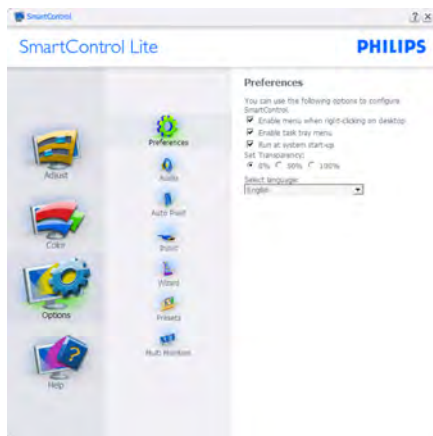 SmartControl
? x
SmartControl Lite
PHILIPS
Adjust
Color
Options
Help
Preferences
Audio
Auto Pivot
Input
Wizard
Presets
Multi Monitors
Preferences
You can use the following options to configure
SmartControl.
Enable menu when right-clicking on desktop
Enable task tray menu
Run at system start-up
Set Transparency:
0% 50% 100%
Select language:
English